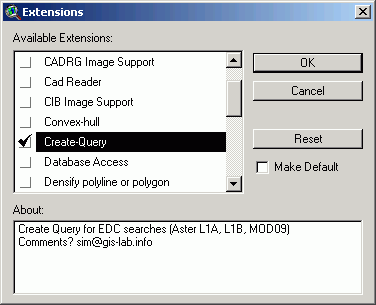 Extensions
Available Extensions:
CADRG Image Support
Cad Reader
CIB Image Support
Convex-hull
Create-Query
Database Access
Densify polyline or polygon
OK
Cancel
Reset
Make Default
About:
Create Query for EDC searches (Aster L1A, L1B, MOD09)
Comments? sim@gis-lab.info